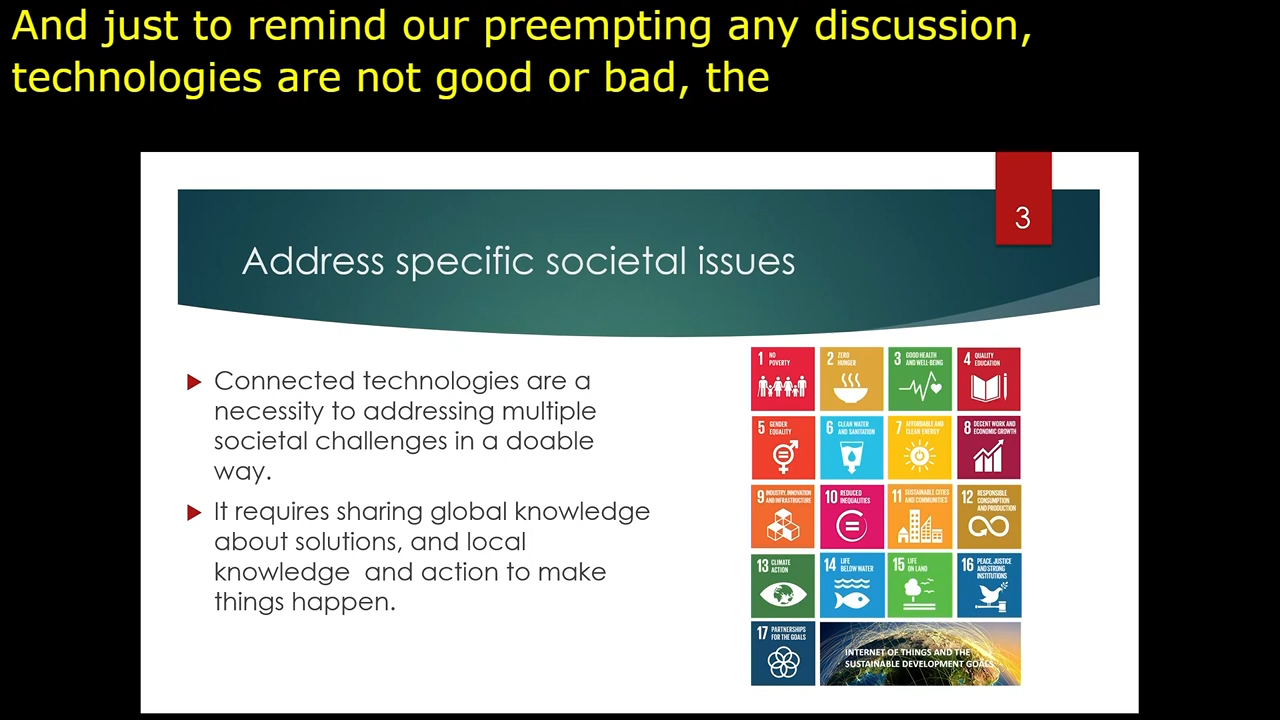 And just to remind our preempting any discussion,
technologies are not good or bad, the
3
Address specific societal issues
Connected technologies are a
necessity to addressing multiple
societal challenges in a doable
way.
It requires sharing global knowledge
about solutions, and local
knowledge  and action to make
things happen.
1 NO
POVERTY
2 ZERO
HUNGER
3 GOOD HEALTH
AND WELL-BEING
4 QUALITY
EDUCATION
5 GENDER
EQUALITY
6 CLEAN WATER
AND SANITATION
7 AFFORDABLE AND
CLEAN ENERGY
8 DECENT WORK AND
ECONOMIC GROWTH
9 INDUSTRY, INNOVATION
AND INFRASTRUCTURE
10 REDUCED
INEQUALITIES
11 SUSTAINABLE CITIES
AND COMMUNITIES
12 RESPONSIBLE
CONSUMPTION
AND PRODUCTION
13 CLIMATE
ACTION
14 LIFE
BELOW WATER
15 LIFE
ON LAND
16 PEACE, JUSTICE
AND STRONG
INSTITUTIONS
17 PARTNERSHIPS
FOR THE GOALS
INTERNET OF THINGS AND THE
SUSTAINABLE DEVELOPMENT GOALS